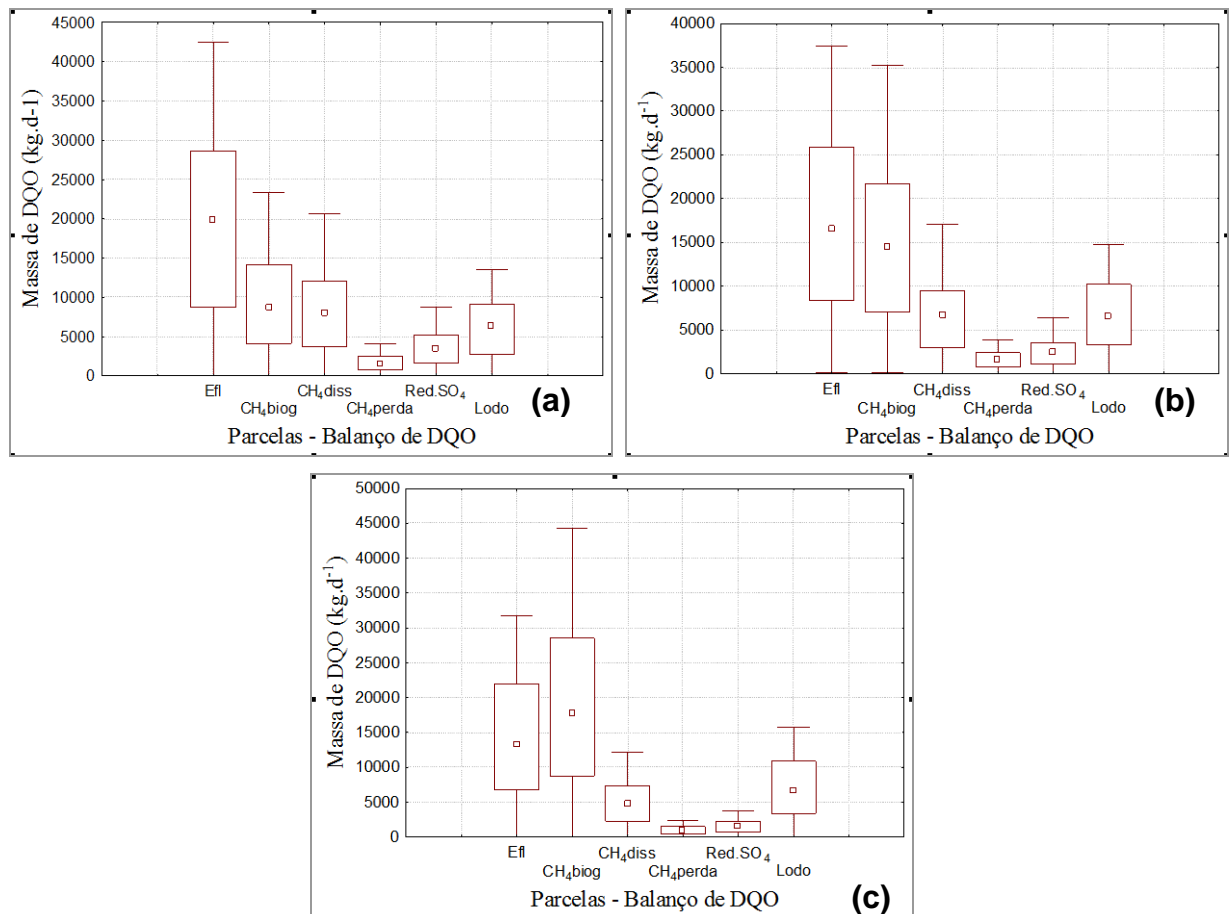 Massa de DQO (kg.d-1)
45000
40000
35000
30000
25000
20000
15000
10000
5000
0
Efl
CH₄biog
CH₄diss
CH₄perda
Red.SO₄
Lodo
(a)
Parcelas - Balanço de DQO
Massa de DQO (kg.d⁻¹)
40000
35000
30000
25000
20000
15000
10000
5000
0
Efl
CH₄biog
CH₄diss
CH₄perda
Red.SO₄
Lodo
(b)
Parcelas - Balanço de DQO
Massa de DQO (kg.d⁻¹)
50000
45000
40000
35000
30000
25000
20000
15000
10000
5000
0
Efl
CH₄biog
CH₄diss
CH₄perda
Red.SO₄
Lodo
(c)
Parcelas - Balanço de DQO